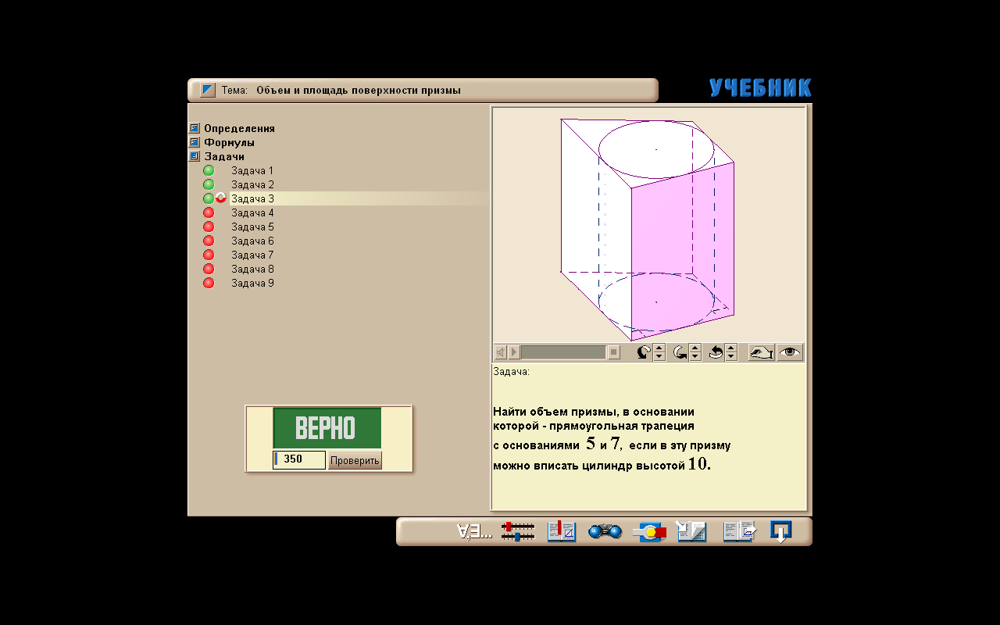 Тема: Объем и площадь поверхности призмы
УЧЕБНИК
Определения
Формулы
Задачи
Задача 1
Задача 2
Задача 3
Задача 4
Задача 5
Задача 6
Задача 7
Задача 8
Задача 9
ВЕРНО
350 Проверить
Задача:
Найти объем призмы, в основании
которой - прямоугольная трапеция
с основаниями 5 и 7, если в эту призму
можно вписать цилиндр высотой 10.
∀,∃...